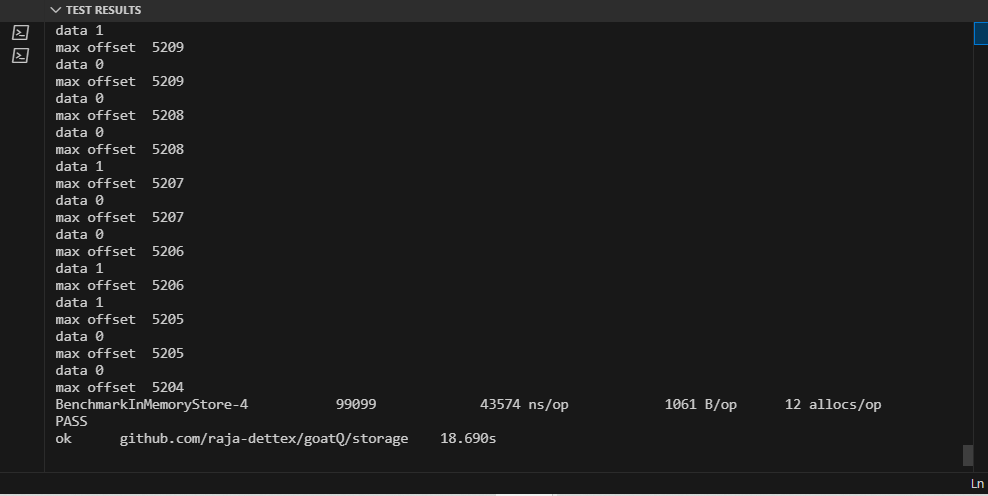 TEST RESULTS
data 1
max offset  5209
data 0
max offset  5209
data 0
max offset  5208
data 0
max offset  5208
data 1
max offset  5207
data 0
max offset  5207
data 0
max offset  5206
data 1
max offset  5206
data 1
max offset  5205
data 0
max offset  5205
data 0
max offset  5204
BenchmarkInMemoryStore-4   99099   43574 ns/op   1061 B/op   12 allocs/op
PASS
ok   github.com/raja-dettex/goatQ/storage   18.690s
Ln